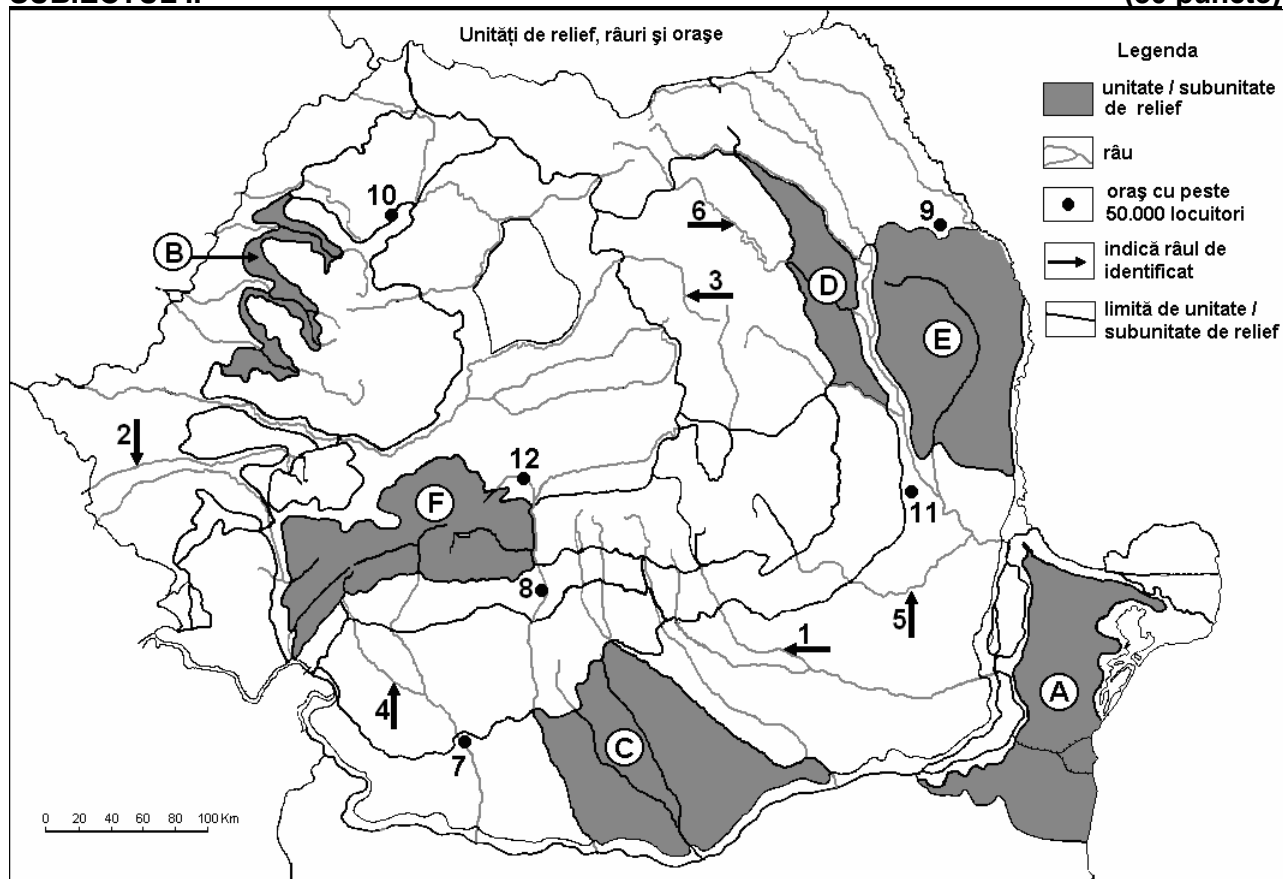 Unităţi de relief, râuri şi oraşe
Legenda
unitate / subunitate
de relief
râu
oraş cu peste
50.000 locuitori
indică râul de
identificat
limită de unitate /
subunitate de relief
10
9
6
B
3
D
E
2
12
F
11
8
5
1
A
4
C
7
0 20 40 60 80 100 Km